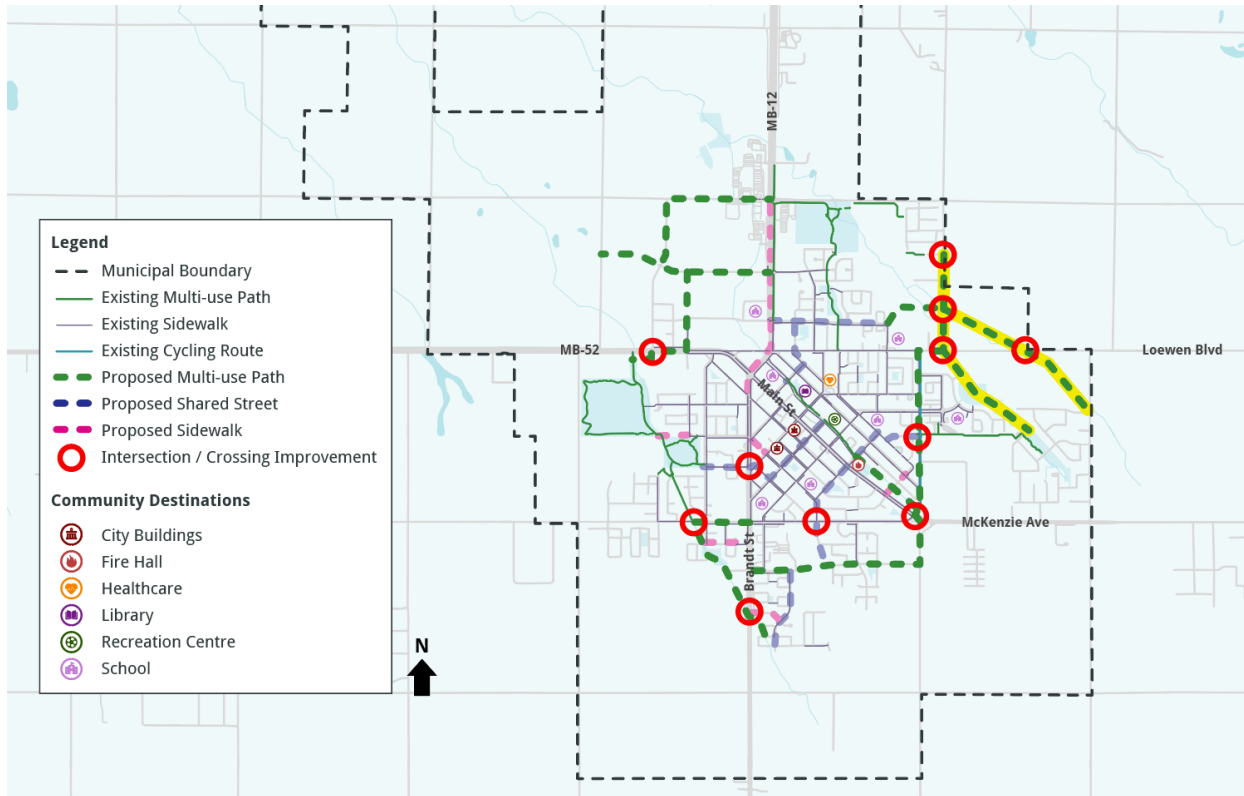 MB-12
Legend
Municipal Boundary
Existing Multi-use Path
Existing Sidewalk
Existing Cycling Route
Proposed Multi-use Path
Proposed Shared Street
Proposed Sidewalk
Intersection / Crossing Improvement
Community Destinations
City Buildings
Fire Hall
Healthcare
Library
Recreation Centre
School
MB-52
Loewen Blvd
Main St
McKenzie Ave
Brandt St
N